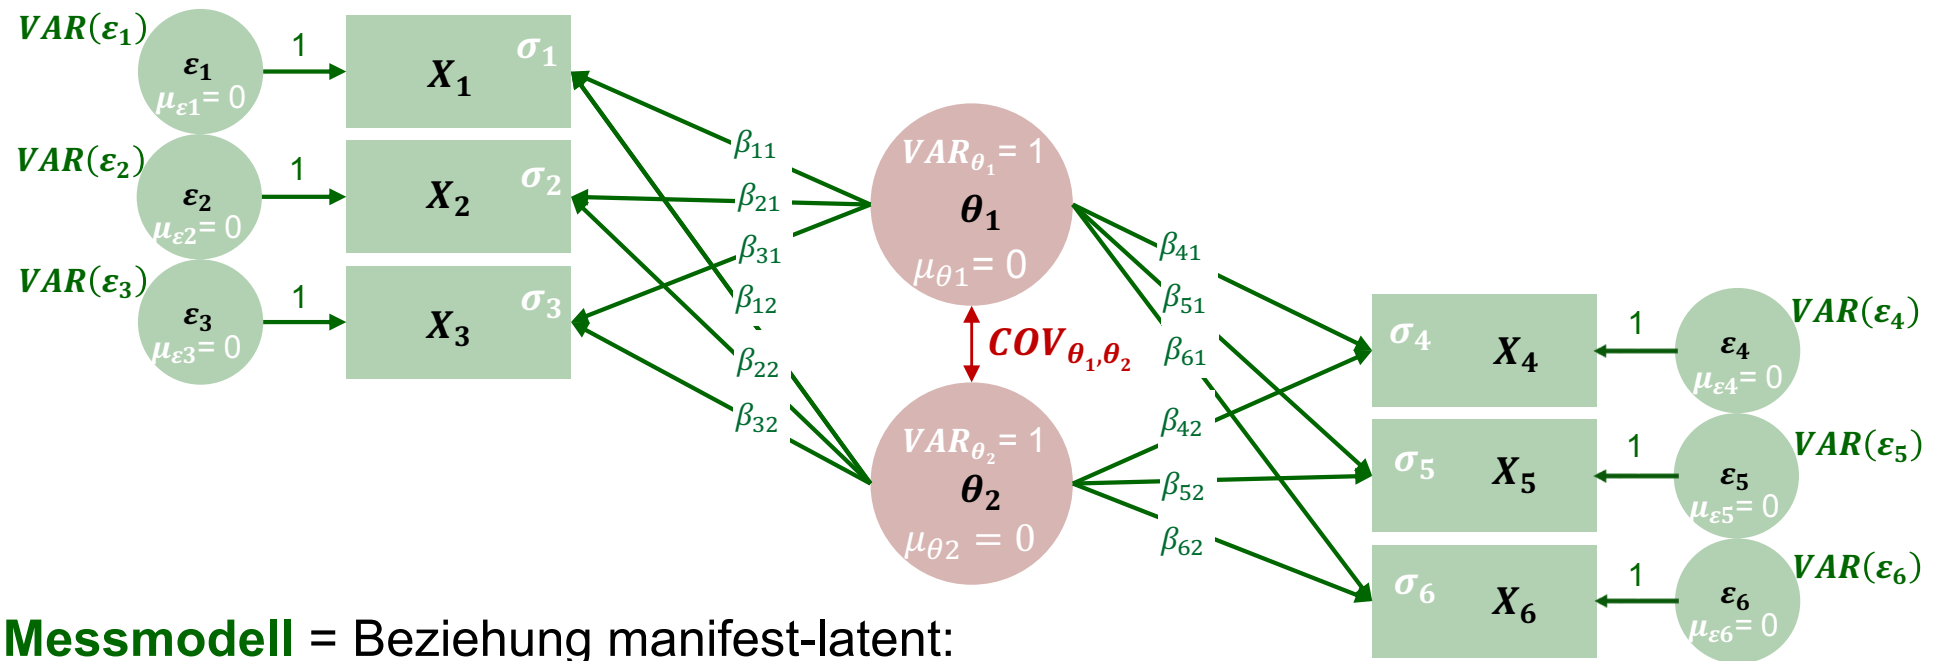 VAR(ε₁)
ε₁
μ_ε1= 0
1
X₁
σ₁
VAR(ε₂)
ε₂
μ_ε2= 0
1
X₂
σ₂
VAR(ε₃)
ε₃
μ_ε3= 0
1
X₃
σ₃
β₁₁
β₂₁
β₃₁
β₁₂
β₂₂
β₃₂
VAR_θ₁= 1
θ₁
μ_θ1= 0
COV_θ₁,θ₂
VAR_θ₂= 1
θ₂
μ_θ2 = 0
β₄₁
β₅₁
β₆₁
β₄₂
β₅₂
β₆₂
σ₄
X₄
1
ε₄
μ_ε4= 0
VAR(ε₄)
σ₅
X₅
1
ε₅
μ_ε5= 0
VAR(ε₅)
σ₆
X₆
1
ε₆
μ_ε6= 0
VAR(ε₆)
Messmodell = Beziehung manifest-latent: